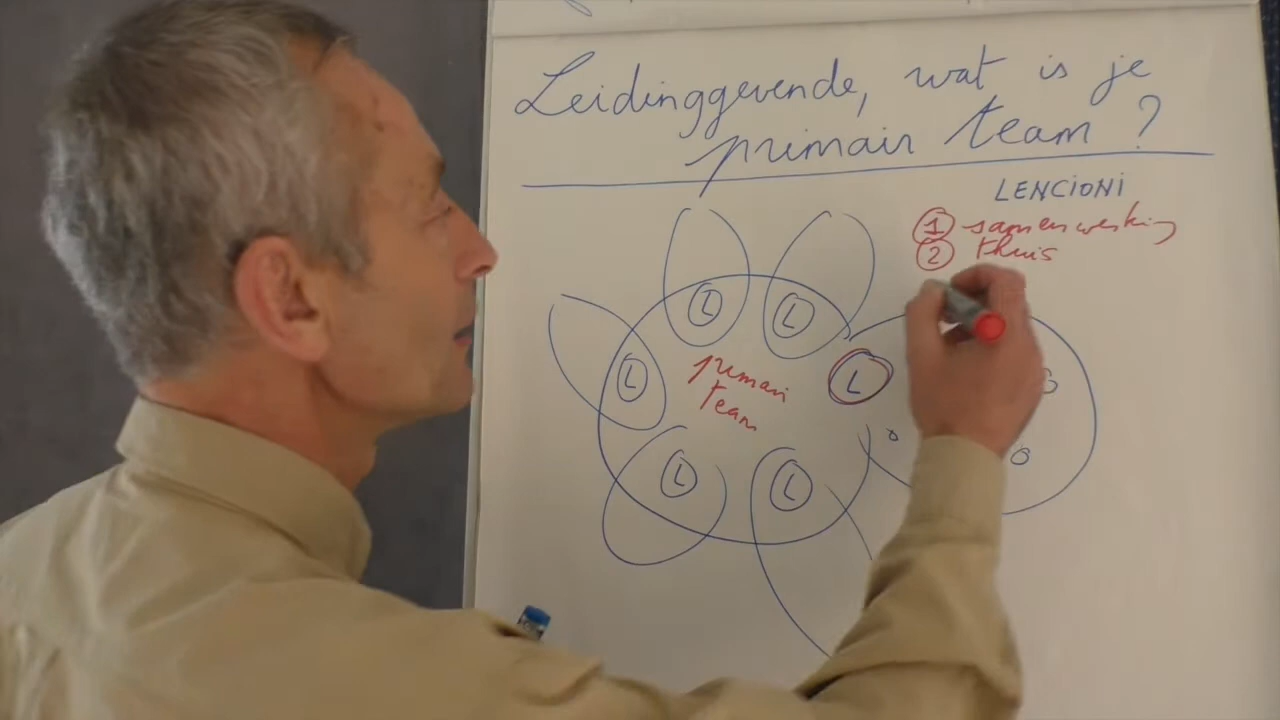 Leidinggevende, wat is je
primair team ?
LENCIONI
1 samenwerking
2 thuis
L L
L primair L
team
L L